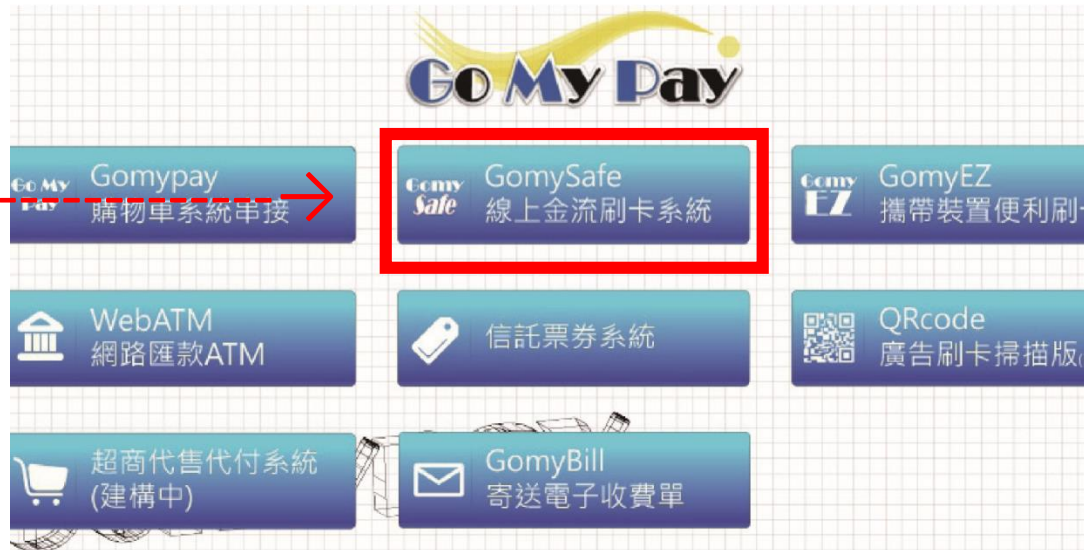 Go My Pay
Go My
Pay
Gomypay
購物車系統串接
Gomy
Safe
GomySafe
線上金流刷卡系統
Gomy
EZ
GomyEZ
攜帶裝置便利刷
WebATM
網路匯款ATM
信託票券系統
QRcode
廣告刷卡掃描版
超商代售代付系統
(建構中)
GomyBill
寄送電子收費單